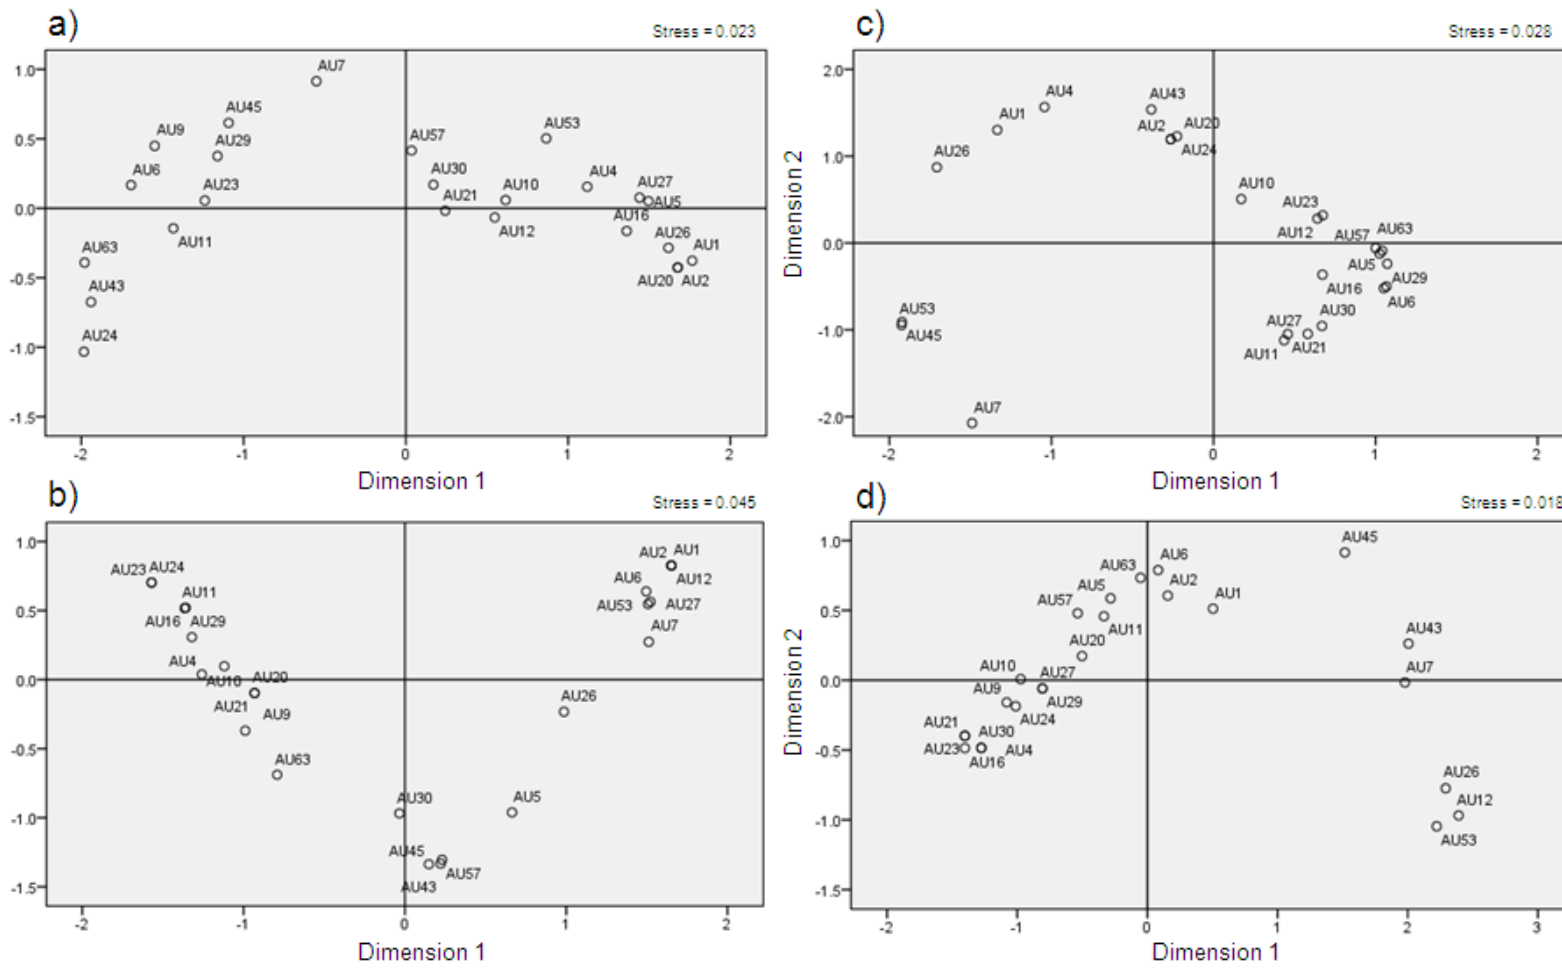 a)
Stress = 0.023
AU7
AU45
AU9
AU29
AU6
AU23
AU11
AU63
AU43
AU24
AU57
AU53
AU30
AU4
AU21
AU10
AU27
AU5
AU16
AU12
AU26
AU1
AU20
AU2
1.0
0.5
0.0
-0.5
-1.0
-1.5
-2
-1
0
1
2
Dimension 1
c)
Stress = 0.028
AU4
AU43
AU1
AU2
AU20
AU24
AU26
AU10
AU23
AU12
AU57
AU63
AU5
AU29
AU16
AU6
AU53
AU45
AU30
AU27
AU11
AU21
AU7
2.0
1.0
0.0
-1.0
-2.0
Dimension 2
-2
-1
0
1
2
Dimension 1
b)
Stress = 0.045
AU23
AU24
AU11
AU16
AU29
AU4
AU10
AU20
AU21
AU9
AU63
AU2
AU1
AU6
AU12
AU53
AU27
AU7
AU26
AU30
AU5
AU45
AU43
AU57
1.0
0.5
0.0
-0.5
-1.0
-1.5
-2
-1
0
1
2
Dimension 1
d)
Stress = 0.018
AU45
AU6
AU63
AU5
AU2
AU57
AU1
AU11
AU20
AU43
AU10
AU27
AU7
AU9
AU29
AU24
AU21
AU30
AU23
AU4
AU16
AU26
AU12
AU53
1.0
0.5
0.0
-0.5
-1.0
-1.5
Dimension 2
-2
-1
0
1
2
3
Dimension 1